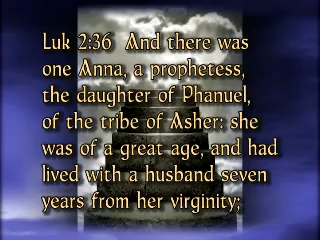 Luk 2:36 And there was
one Anna, a prophetess,
the daughter of Phanuel,
of the tribe of Asher: she
was of a great age, and had
lived with a husband seven
years from her virginity;